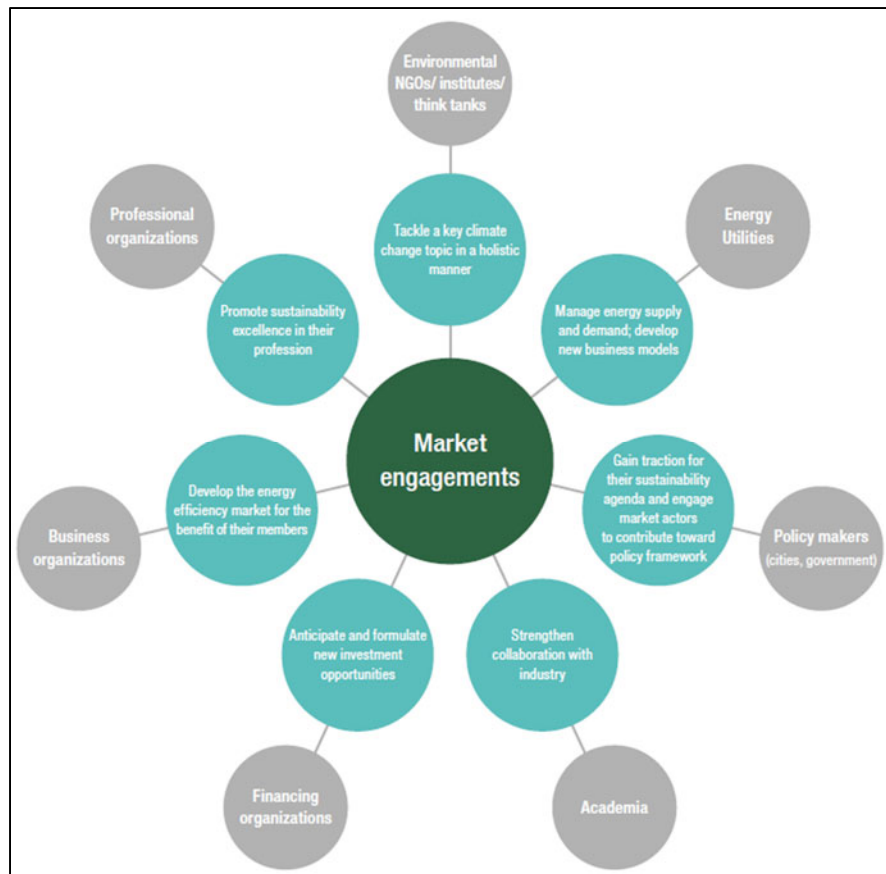 Environmental
NGOs/ institutes/
think tanks
Professional
organizations
Energy
Utilities
Tackle a key climate
change topic in a holistic
manner
Promote sustainability
excellence in their
profession
Manage energy supply
and demand; develop
new business models
Market
engagements
Gain traction for
their sustainability
agenda and engage
market actors
to contribute toward
policy framework
Develop the energy
efficiency market for the
benefit of their members
Business
organizations
Policy makers
(cities, government)
Anticipate and formulate
new investment
opportunities
Strengthen
collaboration with
industry
Financing
organizations
Academia